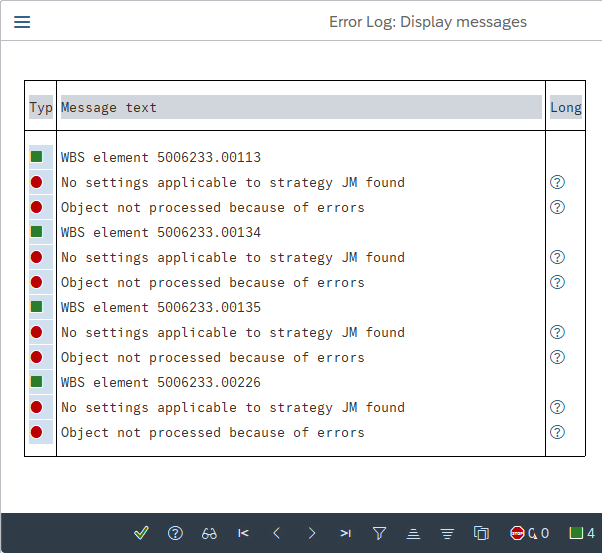 Error Log: Display messages
Typ Message text Long
WBS element 5006233.00113
No settings applicable to strategy JM found
Object not processed because of errors
WBS element 5006233.00134
No settings applicable to strategy JM found
Object not processed because of errors
WBS element 5006233.00135
No settings applicable to strategy JM found
Object not processed because of errors
WBS element 5006233.00226
No settings applicable to strategy JM found
Object not processed because of errors
STOP 0 4